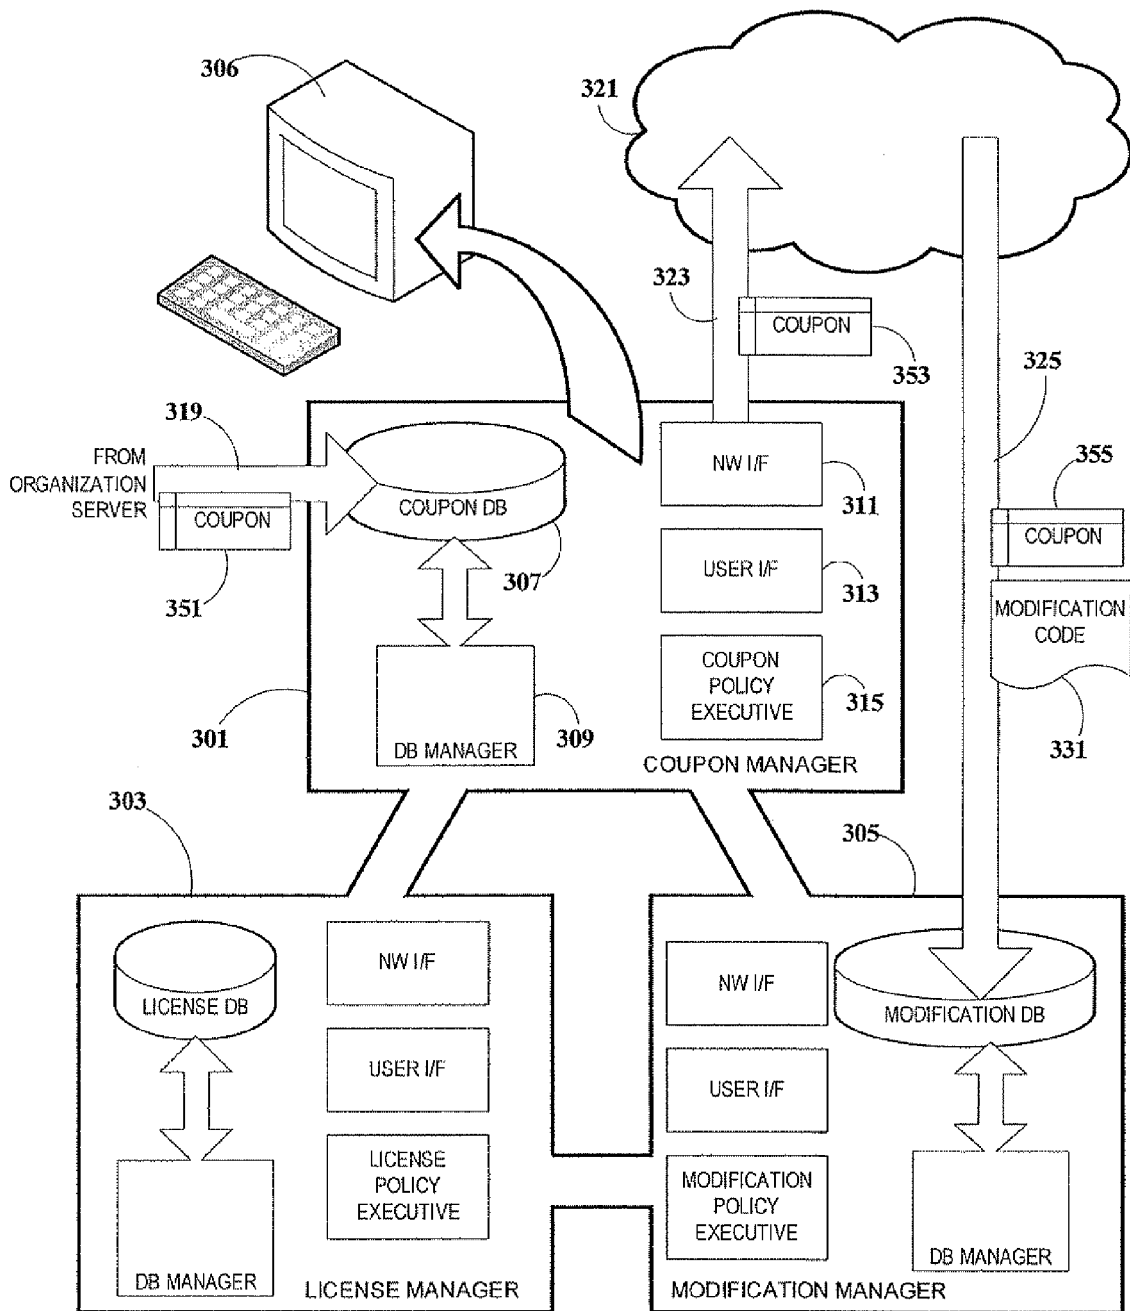 306
321
323
COUPON
353
325
319
FROM
ORGANIZATION
SERVER
COUPON
351
COUPON DB
307
NW I/F
311
355
COUPON
USER I/F
313
MODIFICATION
CODE
331
COUPON
POLICY
EXECUTIVE
315
301
309
DB MANAGER
COUPON MANAGER
303
305
LICENSE DB
NW I/F
USER I/F
LICENSE
POLICY
EXECUTIVE
DB MANAGER
LICENSE MANAGER
NW I/F
MODIFICATION DB
USER I/F
MODIFICATION
POLICY
EXECUTIVE
DB MANAGER
MODIFICATION MANAGER